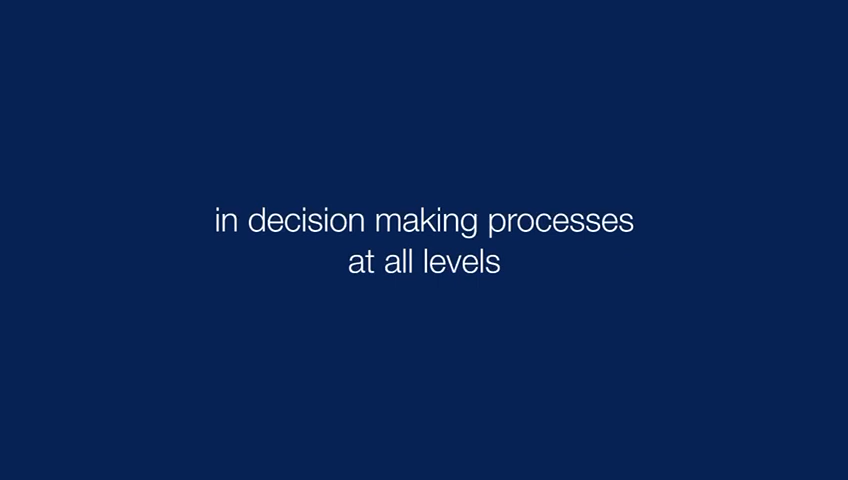 in decision making processes
at all levels